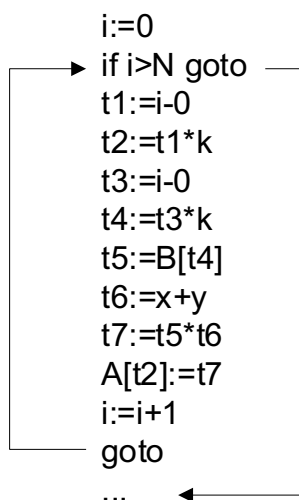 i:=0
if i>N goto
t1:=i-0
t2:=t1*k
t3:=i-0
t4:=t3*k
t5:=B[t4]
t6:=x+y
t7:=t5*t6
A[t2]:=t7
i:=i+1
goto
...